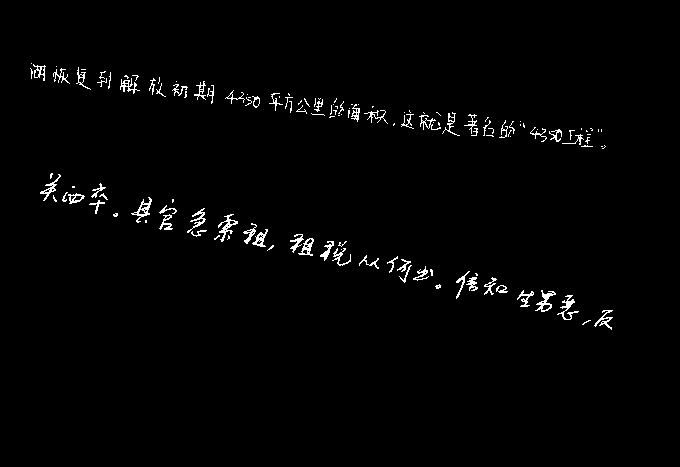 湖恢复到解放初期4350平方公里的面积,这就是著名的“4350工程”。
关西卒。县官急索租,租税从何出。信知生男恶,反